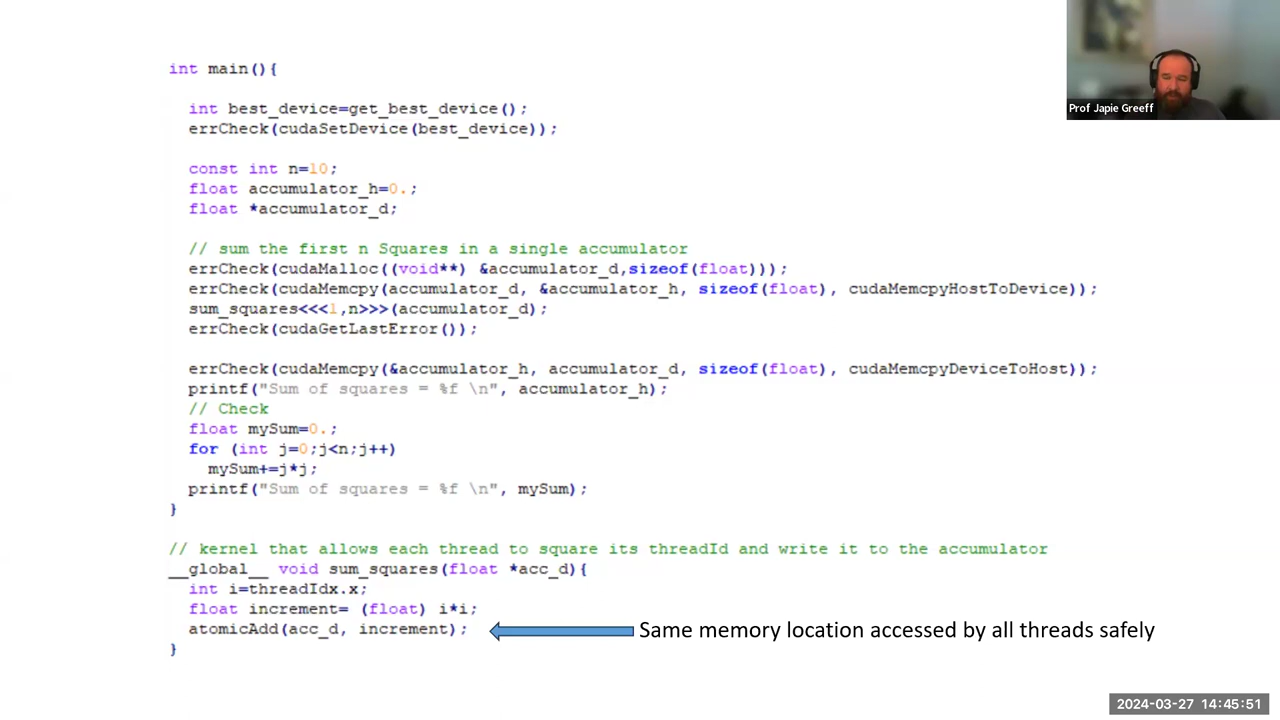 int main(){
int best_device=get_best_device();
errCheck(cudaSetDevice(best_device));
const int n=10;
float accumulator_h=0.;
float *accumulator_d;
// sum the first n Squares in a single accumulator
errCheck(cudaMalloc((void**) &accumulator_d,sizeof(float)));
errCheck(cudaMemcpy(accumulator_d, &accumulator_h, sizeof(float), cudaMemcpyHostToDevice));
sum_squares<<<1,n>>>(accumulator_d);
errCheck(cudaGetLastError());
errCheck(cudaMemcpy(&accumulator_h, accumulator_d, sizeof(float), cudaMemcpyDeviceToHost));
printf("Sum of squares = %f \n", accumulator_h);
// Check
float mySum=0.;
for (int j=0;j<n;j++)
mySum+=j*j;
printf("Sum of squares = %f \n", mySum);
}
// kernel that allows each thread to square its threadId and write it to the accumulator
__global__ void sum_squares(float *acc_d){
int i=threadIdx.x;
float increment= (float) i*i;
atomicAdd(acc_d, increment); Same memory location accessed by all threads safely
}
Prof Japie Greeff
2024-03-27 14:45:51